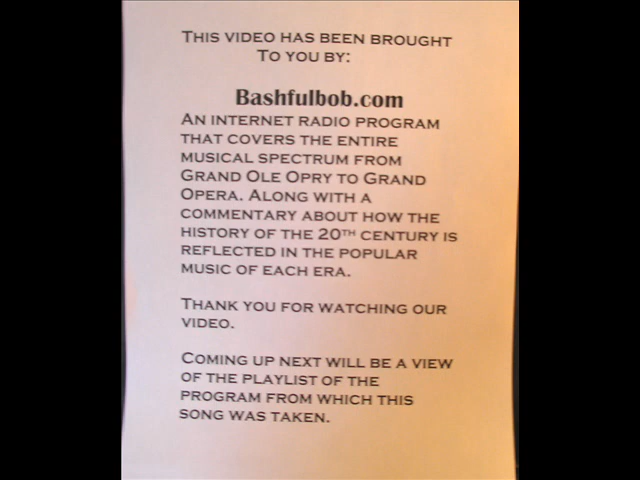 THIS VIDEO HAS BEEN BROUGHT
TO YOU BY:
Bashfulbob.com
AN INTERNET RADIO PROGRAM
THAT COVERS THE ENTIRE
MUSICAL SPECTRUM FROM
GRAND OLE OPRY TO GRAND
OPERA. ALONG WITH A
COMMENTARY ABOUT HOW THE
HISTORY OF THE 20TH CENTURY IS
REFLECTED IN THE POPULAR
MUSIC OF EACH ERA.
THANK YOU FOR WATCHING OUR
VIDEO.
COMING UP NEXT WILL BE A VIEW
OF THE PLAYLIST OF THE
PROGRAM FROM WHICH THIS
SONG WAS TAKEN.